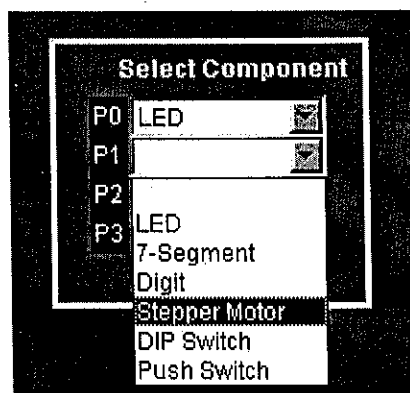 Select Component
P0 LED
P1
P2
P3 LED
7-Segment
Digit
Stepper Motor
DIP Switch
Push Switch